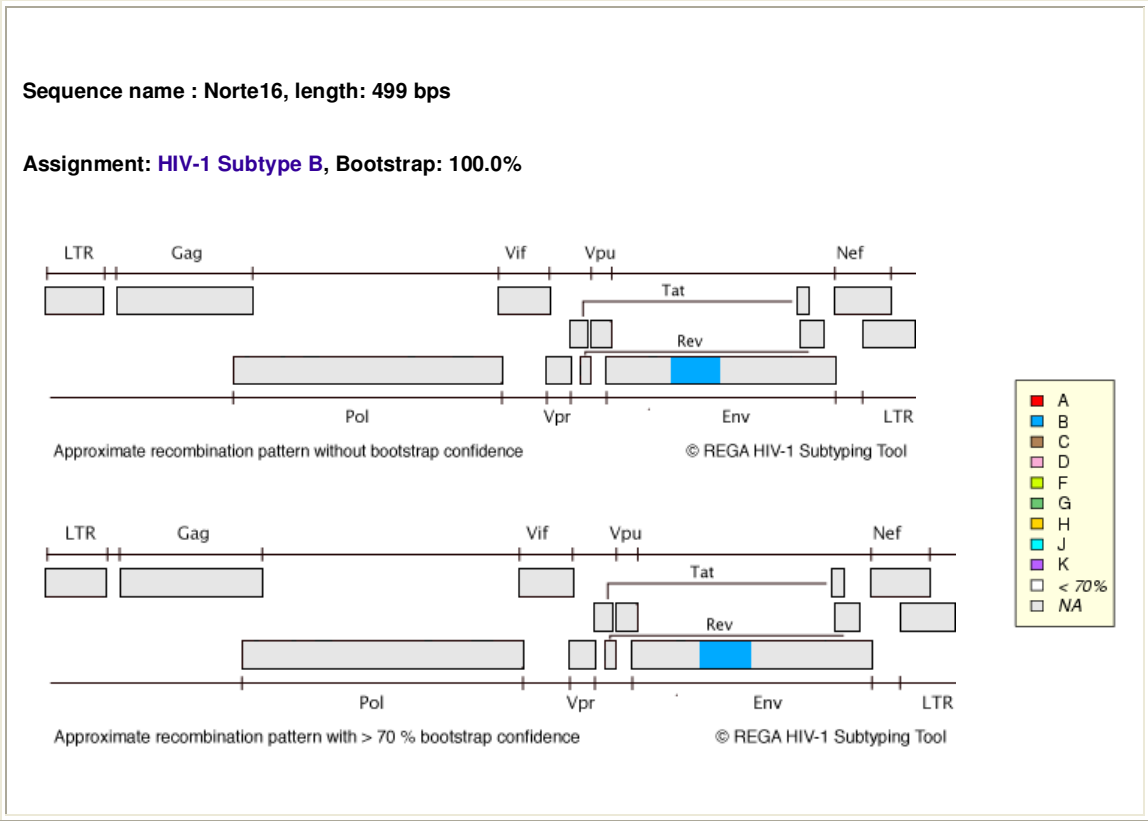 Sequence name : Norte16, length: 499 bps
Assignment: HIV-1 Subtype B, Bootstrap: 100.0%
LTR Gag Vif Vpu Nef
Tat
Rev
Pol Vpr Env LTR
Approximate recombination pattern without bootstrap confidence © REGA HIV-1 Subtyping Tool
A
B
C
D
F
G
H
J
K
< 70%
NA
LTR Gag Vif Vpu Nef
Tat
Rev
Pol Vpr Env LTR
Approximate recombination pattern with > 70 % bootstrap confidence © REGA HIV-1 Subtyping Tool